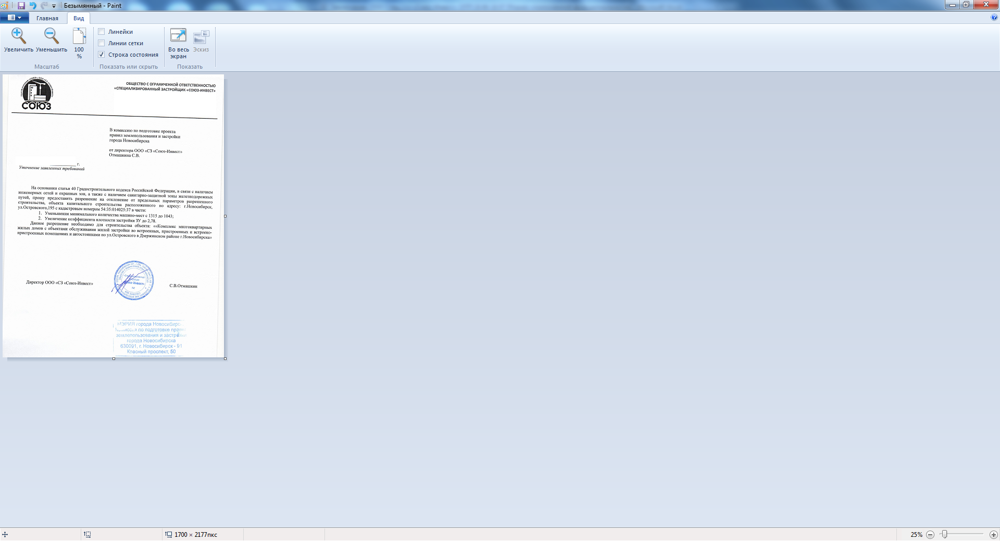 Безымянный - Paint
Главная
Вид
Увеличить
Уменьшить
100
%
Масштаб
Линейки
Линии сетки
Строка состояния
Показать или скрыть
Во весь
экран
Эскиз
Показать
СОЮЗ
ОБЩЕСТВО С ОГРАНИЧЕННОЙ ОТВЕТСТВЕННОСТЬЮ
«СПЕЦИАЛИЗИРОВАННЫЙ ЗАСТРОЙЩИК «СОЮЗ-ИНВЕСТ»
В комиссию по подготовке проекта
правил землепользования и застройки
города Новосибирска
от директора ООО «СЗ «Союз-Инвест»
Отмашкина С.В.
г.
Уточнение заявленных требований
На основании статьи 40 Градостроительного кодекса Российской Федерации, в связи с наличием
инженерных сетей и охранных зон, а также с наличием санитарно-защитной зоны железнодорожных
путей, прошу предоставить разрешение на отклонение от предельных параметров разрешенного
строительства, объекта капитального строительства расположенного по адресу: г.Новосибирск,
ул.Островского,195 с кадастровым номером 54:35:014025:37 в части:
1. Уменьшения минимального количества машино-мест с 1315 до 1043;
2. Увеличение коэффициента плотности застройки ЗУ до 2,78.
Данное разрешение необходимо для строительства объекта: ««Комплекс многоквартирных
жилых домов с объектами обслуживания жилой застройки во встроенных, пристроенных и встроено-
пристроенных помещениях и автостоянками по ул.Островского в Дзержинском районе г.Новосибирска»
Директор ООО «СЗ «Союз-Инвест»
С.В.Отмашкин
МЭРИЯ города Новосибирс
Комиссия по подготовке прави
землепользования и застройки
города Новосибирска
630091, г. Новосибирск - 91
Красный проспект, 50
1700 × 2177пкс
25%